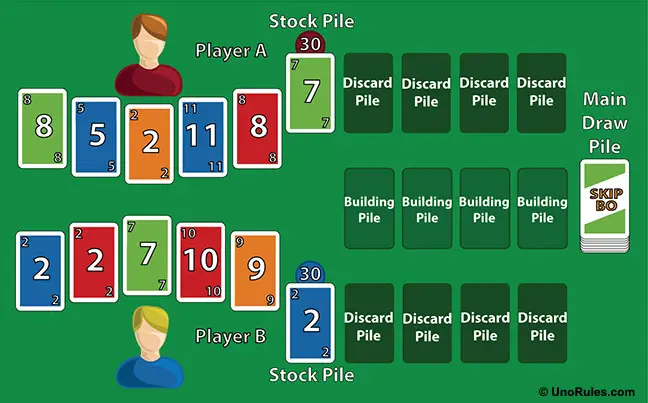 Stock Pile
Player A
30
8
8
8
5
5
5
2
2
2
11
11
11
8
8
8
7
7
7
Discard
Pile
Discard
Pile
Discard
Pile
Discard
Pile
Main
Draw
Pile
SKIP
BO
Building
Pile
Building
Pile
Building
Pile
Building
Pile
2
2
2
2
2
2
7
7
7
10
10
10
9
9
9
30
2
2
2
Player B
Stock Pile
Discard
Pile
Discard
Pile
Discard
Pile
Discard
Pile
© UnoRules.com